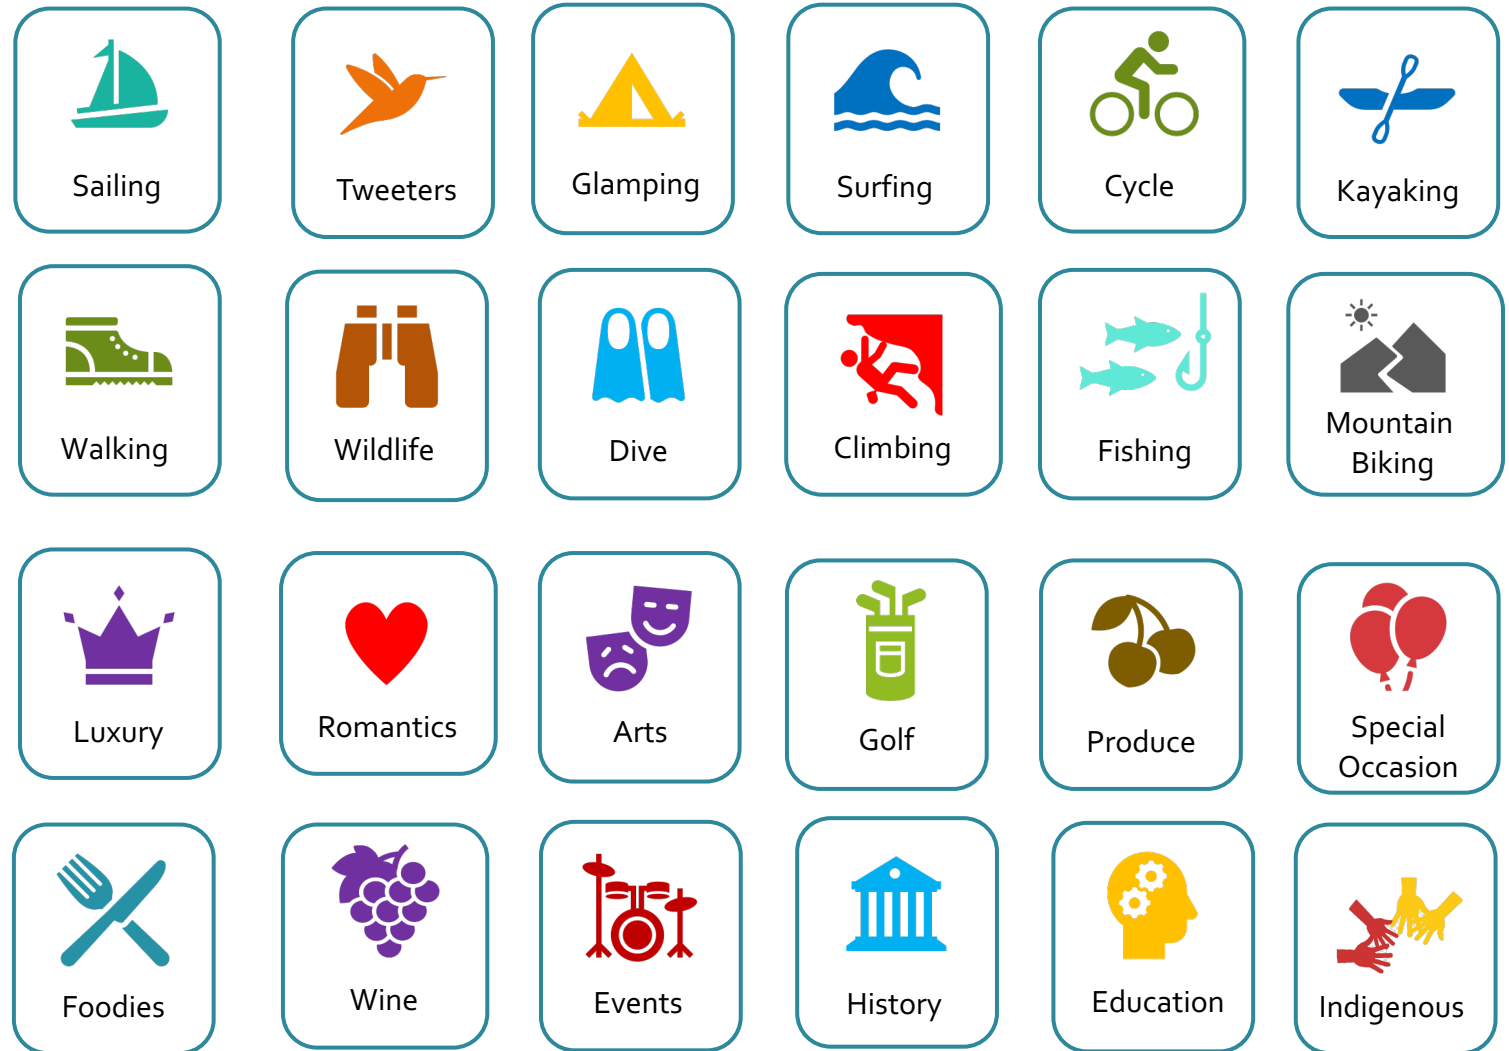 Sailing
Tweeters
Glamping
Surfing
Cycle
Kayaking
Walking
Wildlife
Dive
Climbing
Fishing
Mountain
Biking
Luxury
Romantics
Arts
Golf
Produce
Special
Occasion
Foodies
Wine
Events
History
Education
Indigenous